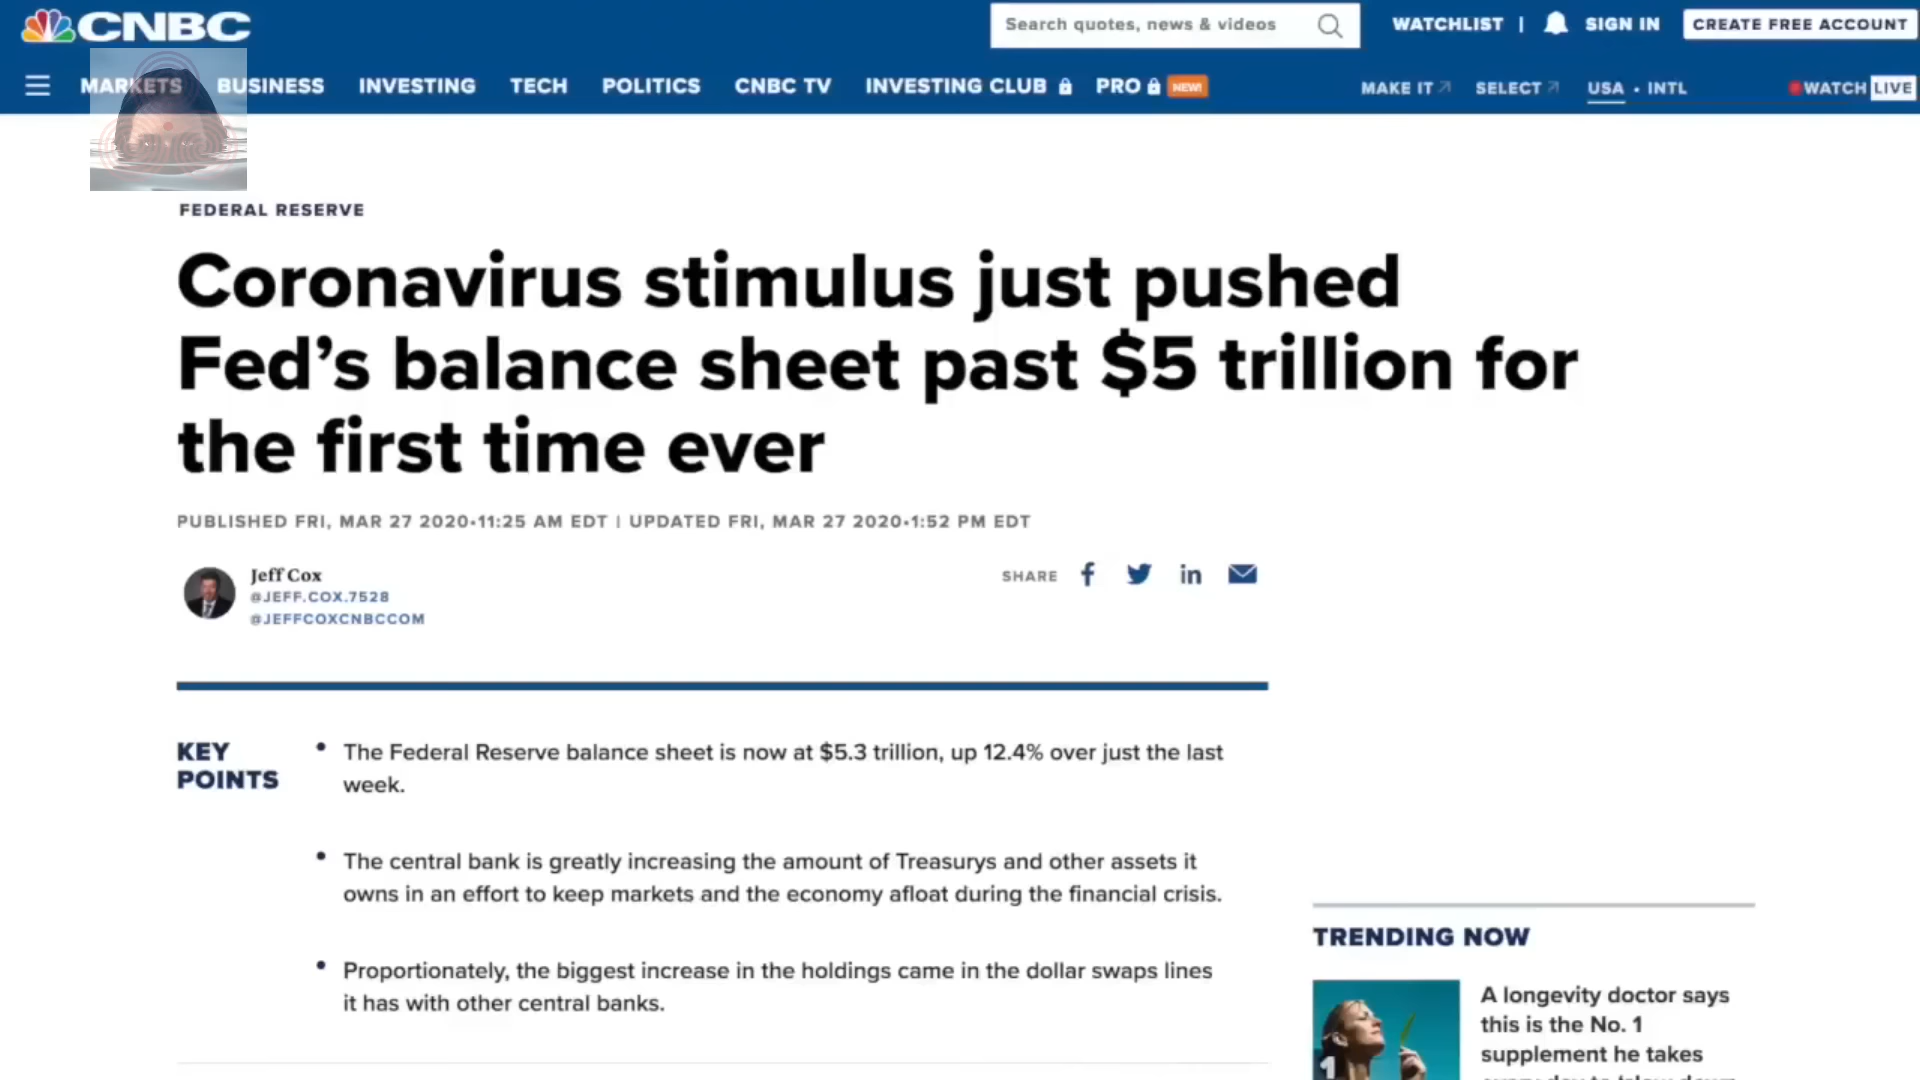 CNBC
Search quotes, news & videos
WATCHLIST | SIGN IN
CREATE FREE ACCOUNT
MARKETS BUSINESS INVESTING TECH POLITICS CNBC TV INVESTING CLUB PRO NEW!
MAKE IT SELECT USA • INTL WATCH LIVE
FEDERAL RESERVE
Coronavirus stimulus just pushed
Fed’s balance sheet past $5 trillion for
the first time ever
PUBLISHED FRI, MAR 27 2020•11:25 AM EDT | UPDATED FRI, MAR 27 2020•1:52 PM EDT
Jeff Cox
@JEFF.COX.7528
@JEFFCOXCNBCCOM
SHARE
KEY
POINTS
• The Federal Reserve balance sheet is now at $5.3 trillion, up 12.4% over just the last
week.
• The central bank is greatly increasing the amount of Treasurys and other assets it
owns in an effort to keep markets and the economy afloat during the financial crisis.
• Proportionately, the biggest increase in the holdings came in the dollar swaps lines
it has with other central banks.
TRENDING NOW
1
A longevity doctor says
this is the No. 1
supplement he takes